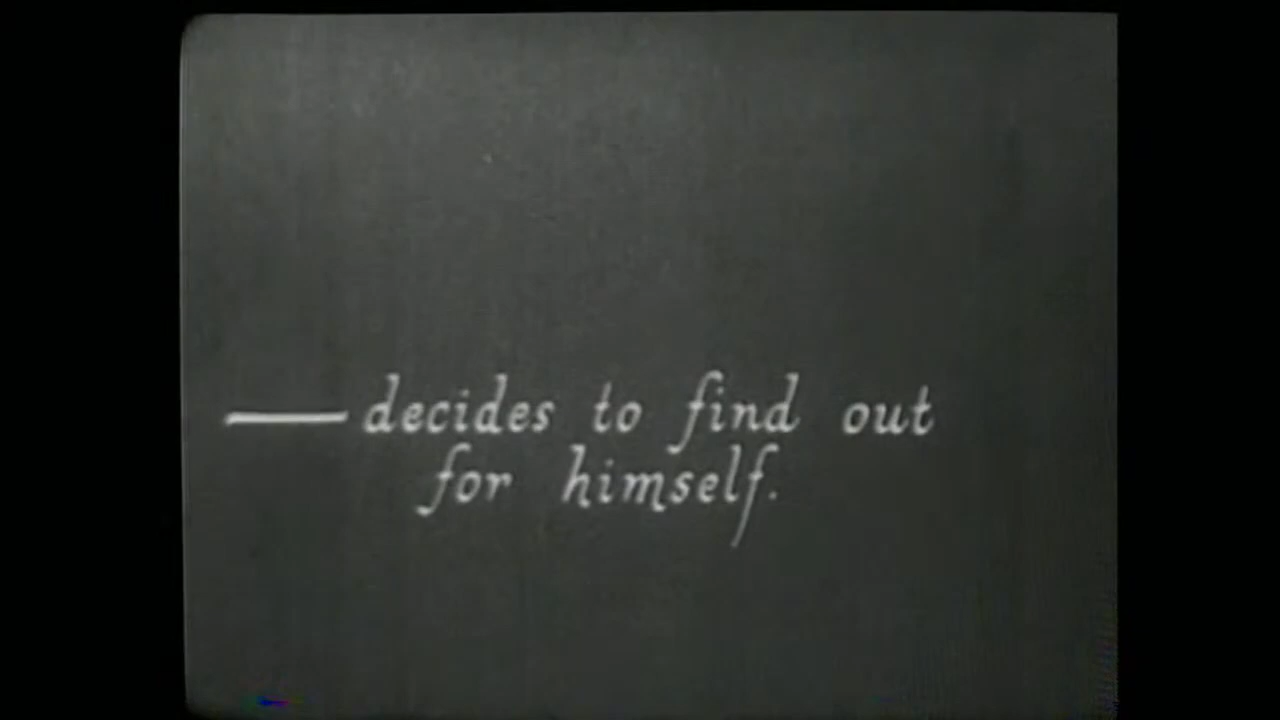 — decides to find out
for himself.